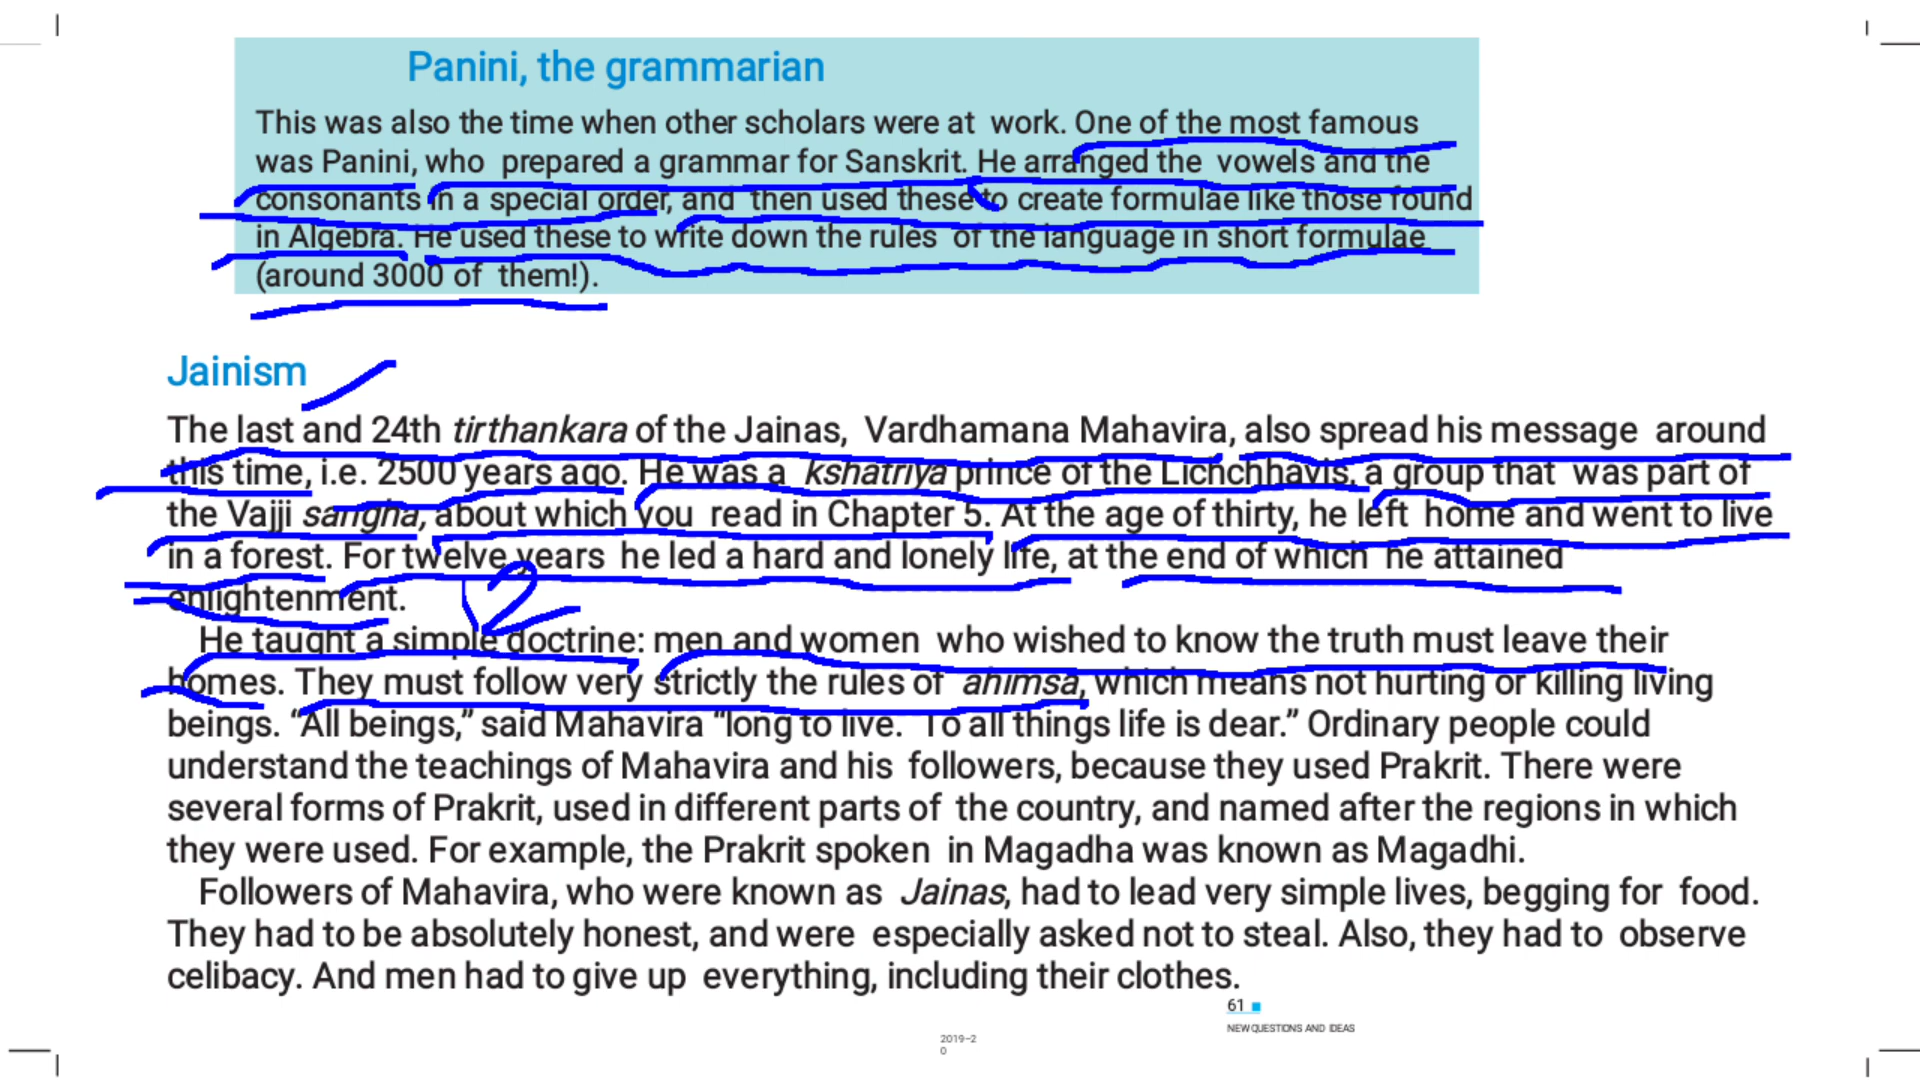 Panini, the grammarian
This was also the time when other scholars were at work. One of the most famous
was Panini, who prepared a grammar for Sanskrit. He arranged the vowels and the
consonants in a special order, and then used these to create formulae like those found
in Algebra. He used these to write down the rules of the language in short formulae
(around 3000 of them!).
Jainism
The last and 24th tirthankara of the Jainas, Vardhamana Mahavira, also spread his message around
this time, i.e. 2500 years ago. He was a kshatriya prince of the Lichchhavis, a group that was part of
the Vajji sangha, about which you read in Chapter 5. At the age of thirty, he left home and went to live
in a forest. For twelve years he led a hard and lonely life, at the end of which he attained
enlightenment.
He taught a simple doctrine: men and women who wished to know the truth must leave their
homes. They must follow very strictly the rules of ahimsa, which means not hurting or killing living
beings. “All beings,” said Mahavira “long to live. To all things life is dear.” Ordinary people could
understand the teachings of Mahavira and his followers, because they used Prakrit. There were
several forms of Prakrit, used in different parts of the country, and named after the regions in which
they were used. For example, the Prakrit spoken in Magadha was known as Magadhi.
Followers of Mahavira, who were known as Jainas, had to lead very simple lives, begging for food.
They had to be absolutely honest, and were especially asked not to steal. Also, they had to observe
celibacy. And men had to give up everything, including their clothes.
61
NEW QUESTIONS AND IDEAS
2019–2
0